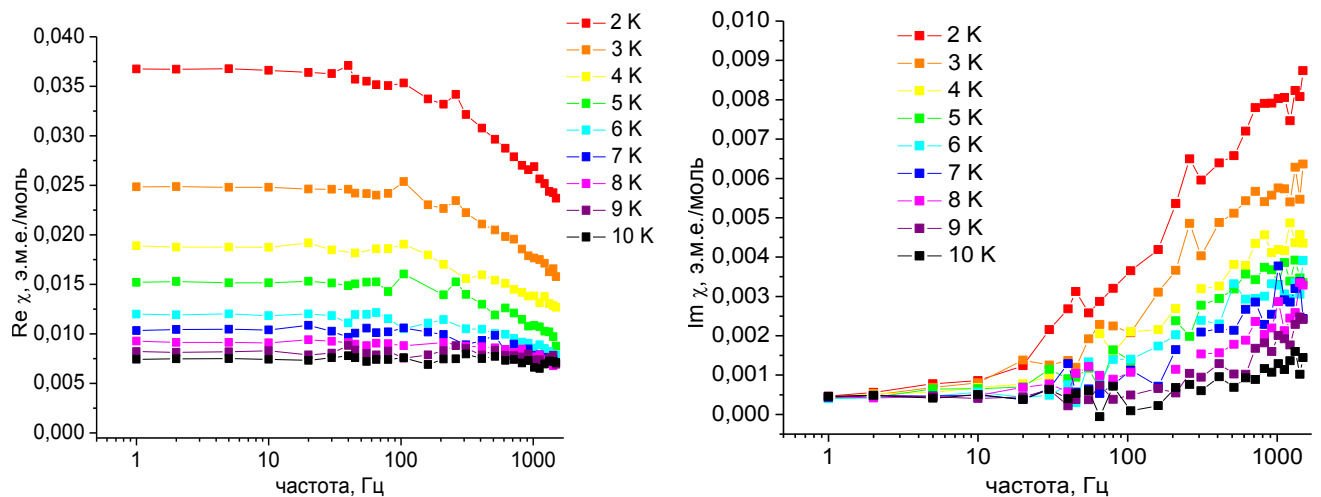 Re χ, э.м.е./моль
0,040
0,035
0,030
0,025
0,020
0,015
0,010
0,005
0,000
1 10 100 1000
частота, Гц
2 K
3 K
4 K
5 K
6 K
7 K
8 K
9 K
10 K
Im χ, э.м.е./моль
0,010
0,009
0,008
0,007
0,006
0,005
0,004
0,003
0,002
0,001
0,000
1 10 100 1000
частота, Гц
2 K
3 K
4 K
5 K
6 K
7 K
8 K
9 K
10 K